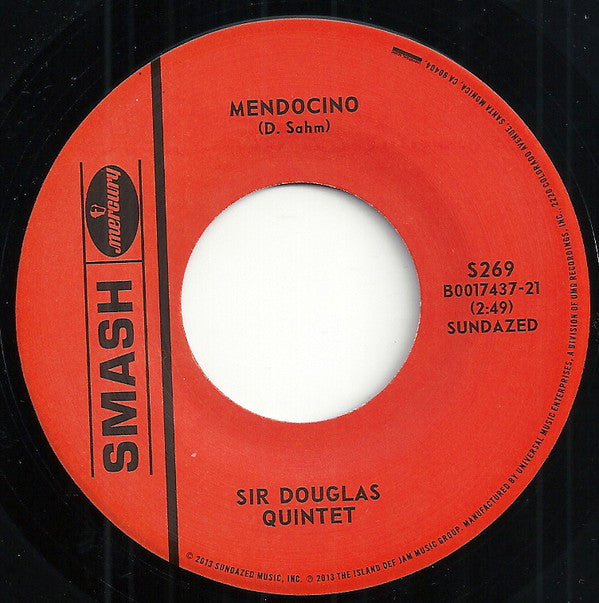 MENDOCINO
(D. Sahm)
SMASH
mercury
S269
B0017437-21
(2:49)
SUNDAZED
SIR DOUGLAS
QUINTET
© 2013 SUNDAZED MUSIC, INC. ℗ 2013 THE ISLAND DEF JAM MUSIC GROUP. MANUFACTURED BY UNIVERSAL MUSIC ENTERPRISES, A DIVISION OF UMG RECORDINGS, INC. 2220 COLORADO AVENUE, SANTA MONICA, CA 90404.